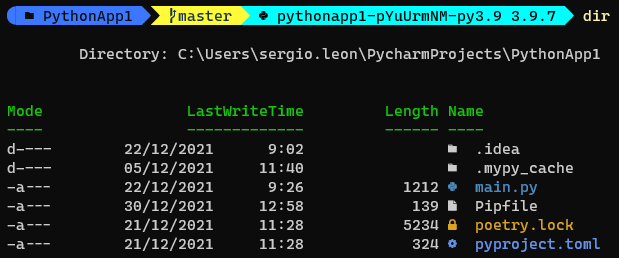 PythonApp1 master pythonapp1-pYuUrmNM-py3.9 3.9.7 dir
Directory: C:\Users\sergio.leon\PycharmProjects\PythonApp1
Mode LastWriteTime Length Name
---- ------------- ------ ----
d---- 22/12/2021 9:02 .idea
d---- 05/12/2021 11:40 .mypy_cache
-a--- 22/12/2021 9:26 1212 main.py
-a--- 30/12/2021 12:58 139 Pipfile
-a--- 21/12/2021 11:28 5234 poetry.lock
-a--- 21/12/2021 11:28 324 pyproject.toml